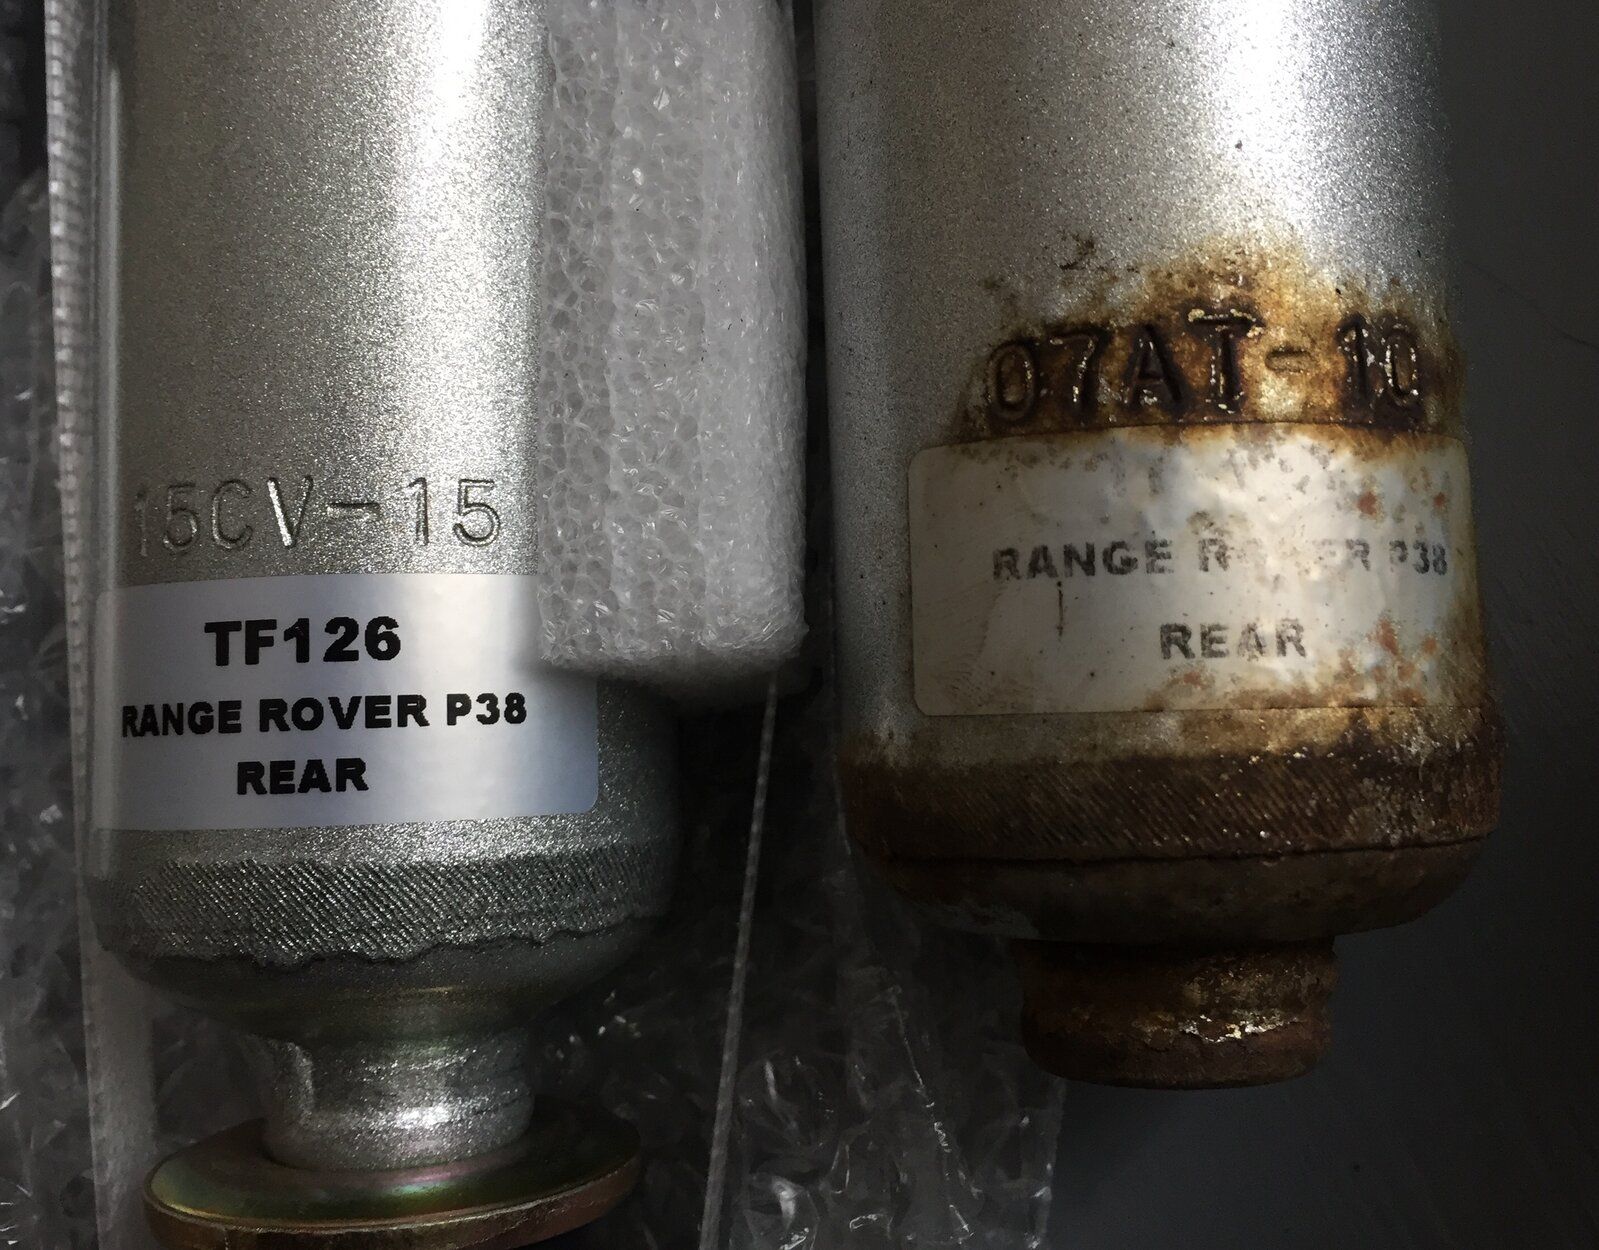 15CV-15
TF126
RANGE ROVER P38
REAR
07AT-10
RANGE ROVER P38
REAR